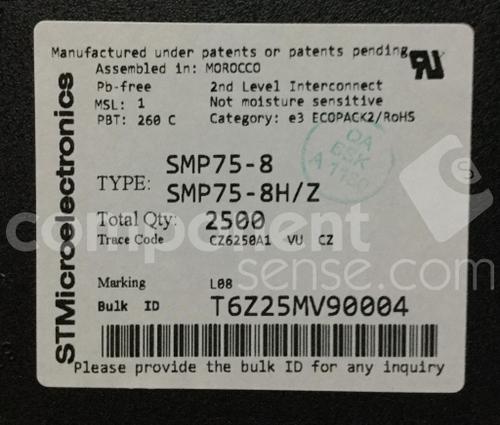 Manufactured under patents or patents pending
Assembled in: MOROCCO
Pb-free 2nd Level Interconnect
MSL: 1 Not moisture sensitive
PBT: 260 C Category: e3 ECOPACK2/RoHS
STMicroelectronics
TYPE: SMP75-8
SMP75-8H/Z
Total Qty: 2500
Trace Code CZ6250A1 VU CZ
Marking L08
Bulk ID T6Z25MV90004
Please provide the bulk ID for any inquiry
QA
component
sense.com